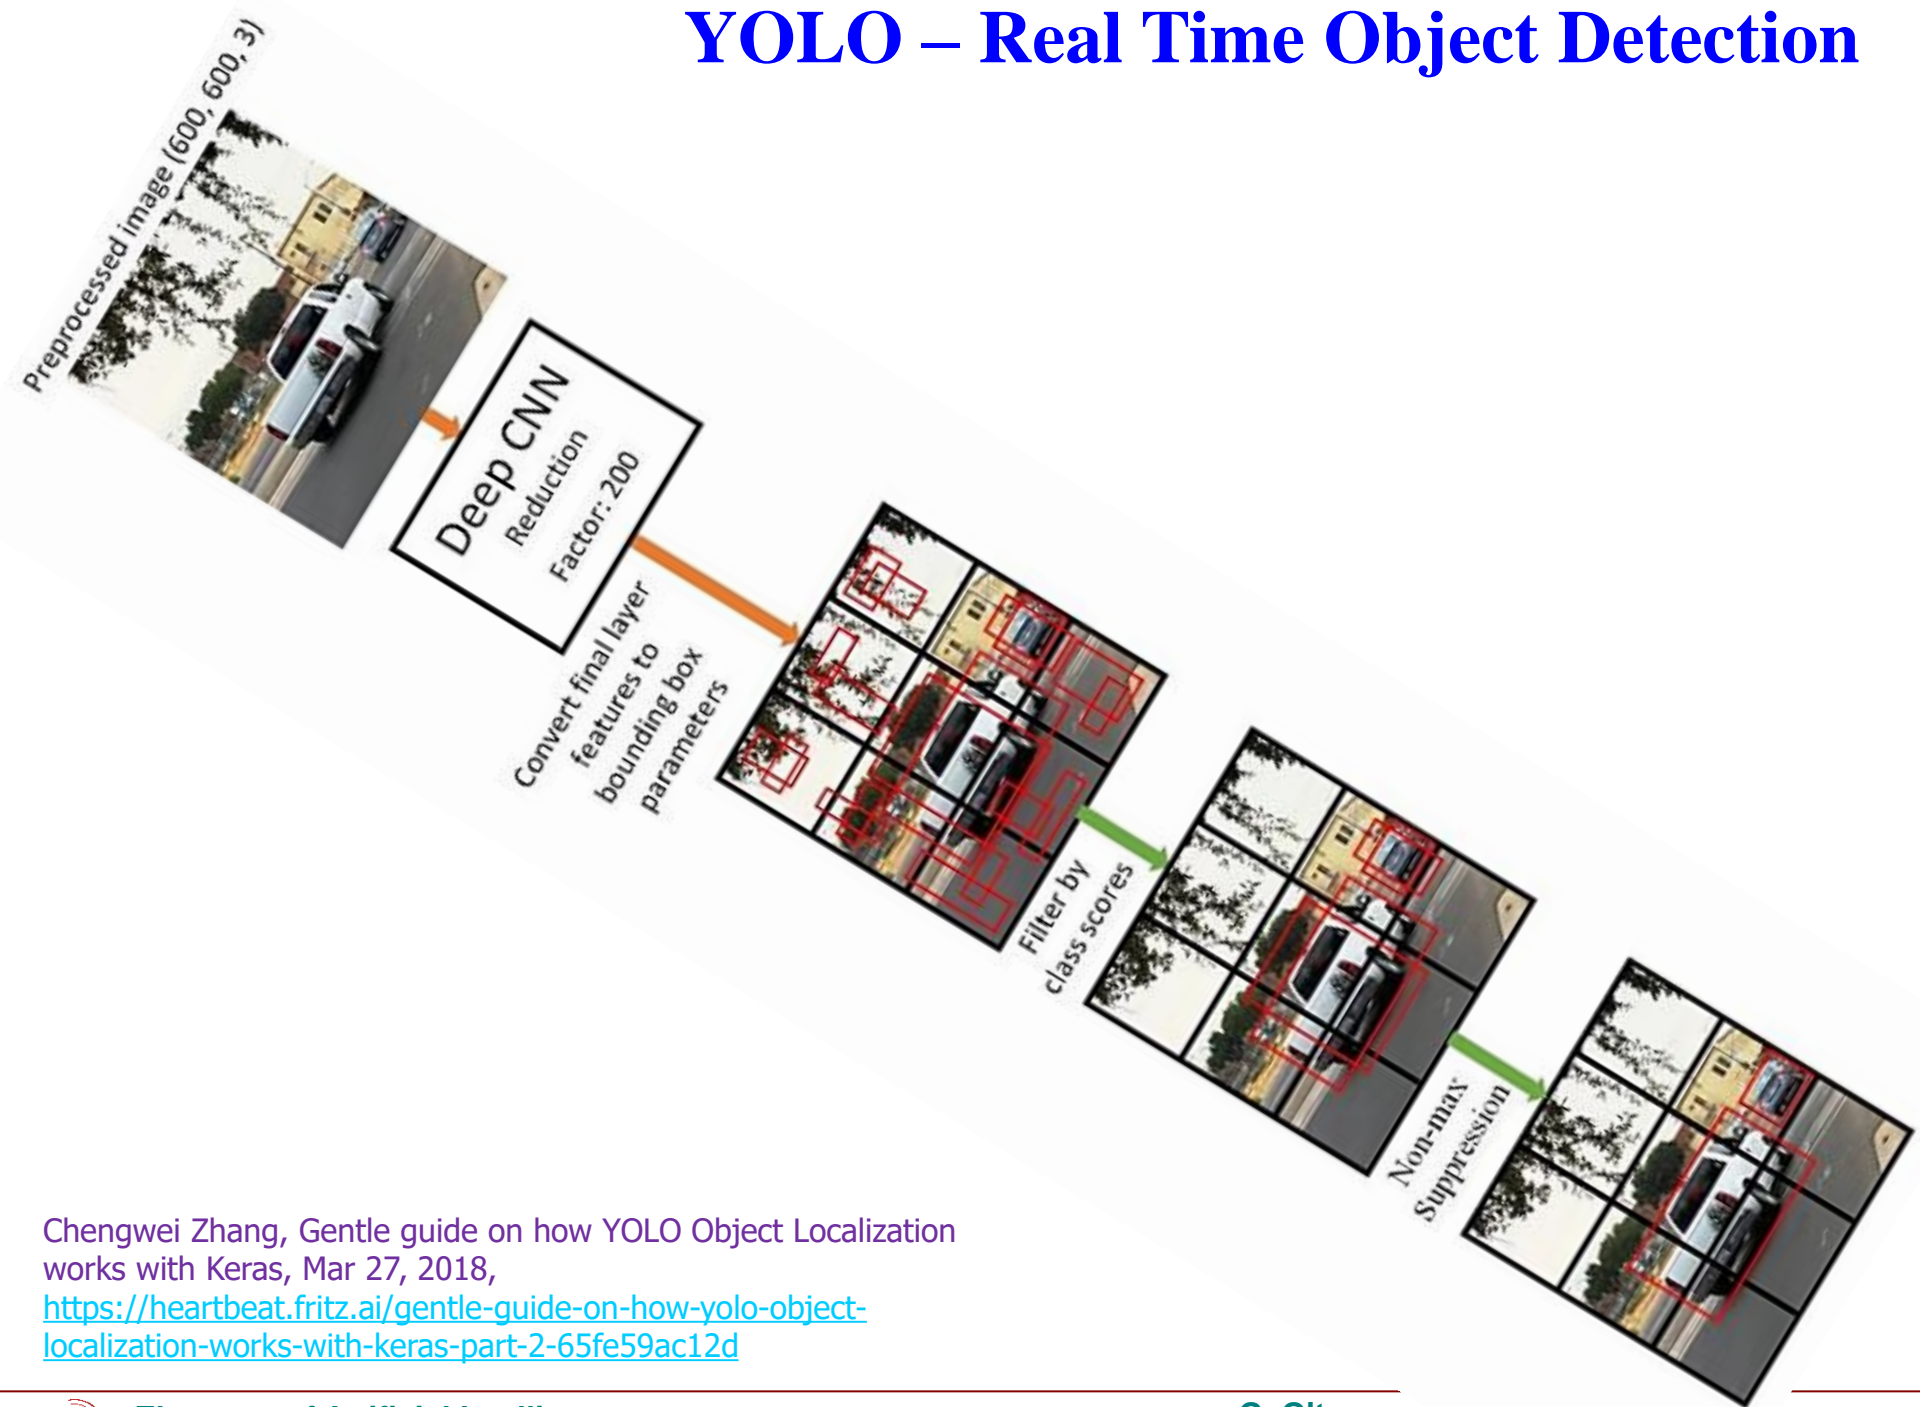 YOLO – Real Time Object Detection
Preprocessed image (600, 600, 3)
Deep CNN
Reduction
Factor: 200
Convert final layer
features to
bounding box
parameters
Filter by
class scores
Non-max
Suppression
Chengwei Zhang, Gentle guide on how YOLO Object Localization
works with Keras, Mar 27, 2018,
https://heartbeat.fritz.ai/gentle-guide-on-how-yolo-object-
localization-works-with-keras-part-2-65fe59ac12d